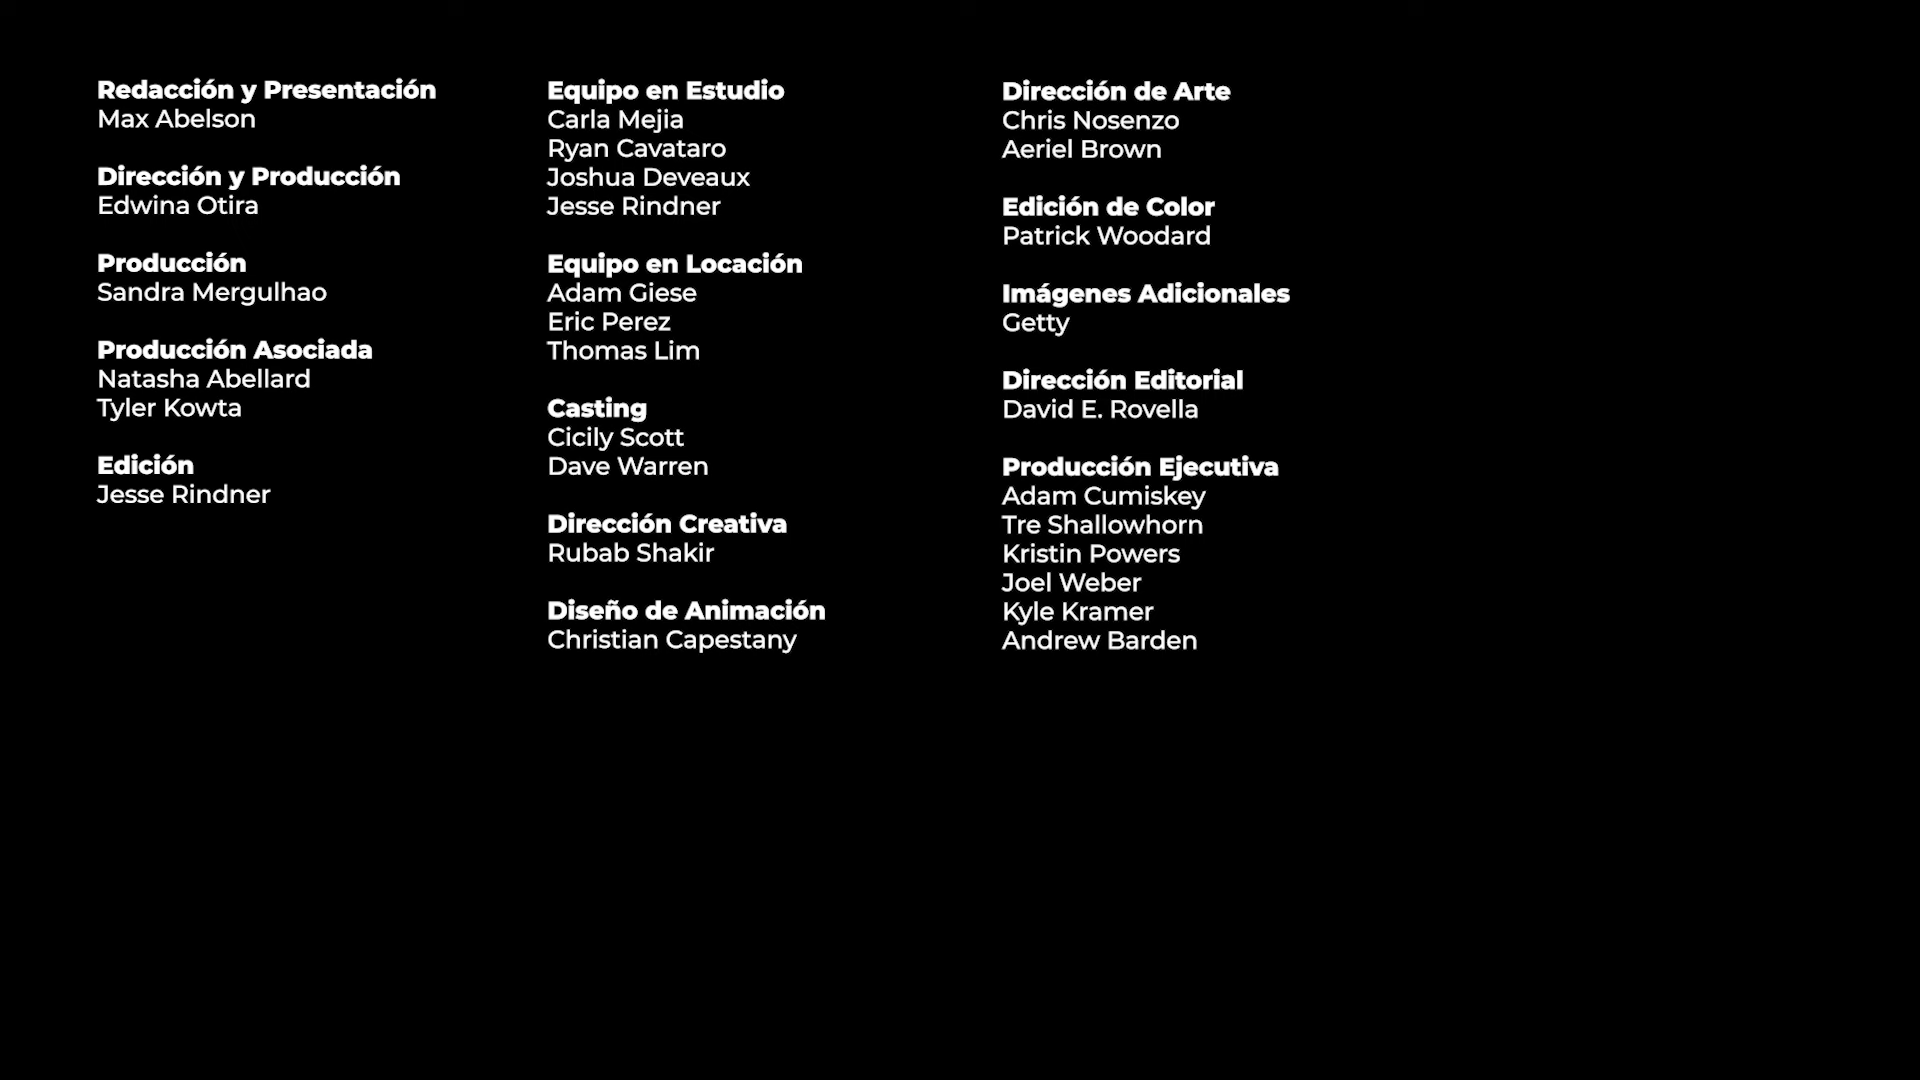 Redacción y Presentación
Max Abelson
Dirección y Producción
Edwina Otira
Producción
Sandra Mergulhao
Producción Asociada
Natasha Abellard
Tyler Kowta
Edición
Jesse Rindner
Equipo en Estudio
Carla Mejia
Ryan Cavataro
Joshua Deveaux
Jesse Rindner
Equipo en Locación
Adam Giese
Eric Perez
Thomas Lim
Casting
Cicily Scott
Dave Warren
Dirección Creativa
Rubab Shakir
Diseño de Animación
Christian Capestany
Dirección de Arte
Chris Nosenzo
Aeriel Brown
Edición de Color
Patrick Woodard
Imágenes Adicionales
Getty
Dirección Editorial
David E. Rovella
Producción Ejecutiva
Adam Cumiskey
Tre Shallowhorn
Kristin Powers
Joel Weber
Kyle Kramer
Andrew Barden